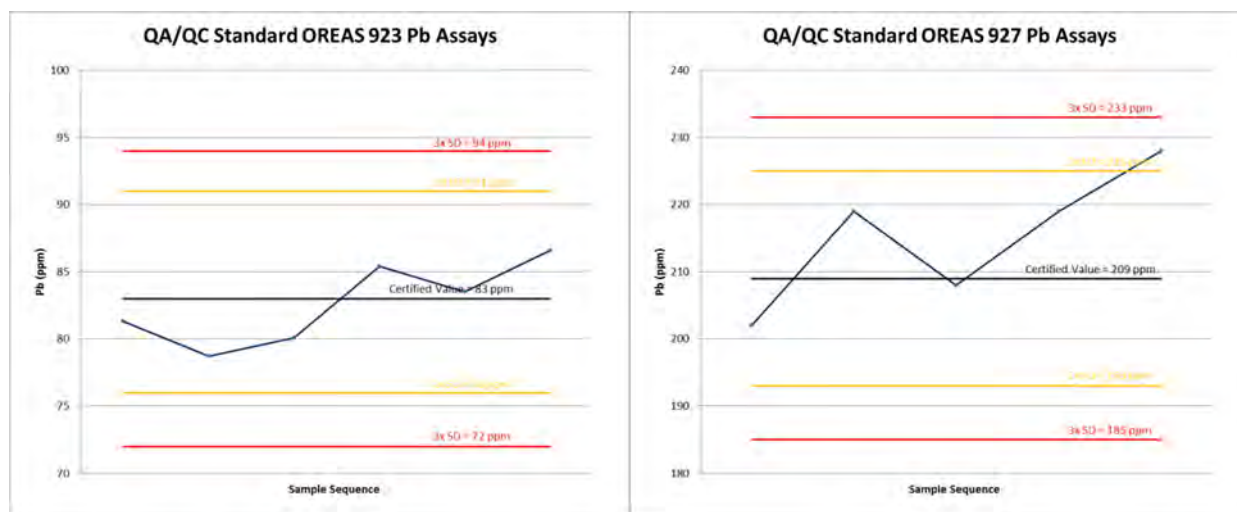 QA/QC Standard OREAS 923 Pb Assays
100
95
90
85
80
75
70
Pb (ppm)
3x SD = 94 ppm
Certified Value = 83 ppm
3x SD = 72 ppm
Sample Sequence
QA/QC Standard OREAS 927 Pb Assays
240
230
220
210
200
190
180
Pb (ppm)
3x SD = 233 ppm
Certified Value = 209 ppm
3x SD = 185 ppm
Sample Sequence